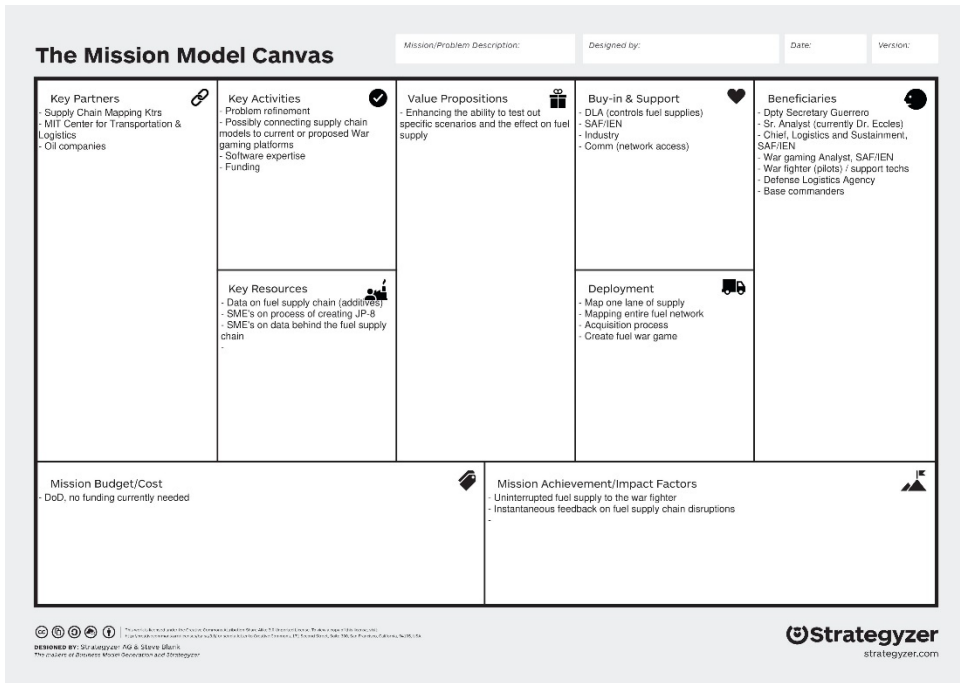 The Mission Model Canvas
Mission/Problem Description:
Designed by:
Date:
Version:
Key Partners
- Supply Chain Mapping Ktrs
- MIT Center for Transportation &
Logistics
- Oil companies
Key Activities
- Problem refinement
- Possibly connecting supply chain
models to current or proposed War
gaming platforms
- Software expertise
- Funding
Key Resources
- Data on fuel supply chain (additives)
- SME's on process of creating JP-8
- SME's on data behind the fuel supply
chain
-
Value Propositions
- Enhancing the ability to test out
specific scenarios and the effect on fuel
supply
Buy-in & Support
- DLA (controls fuel supplies)
- SAF/IEN
- Industry
- Comm (network access)
Deployment
- Map one lane of supply
- Mapping entire fuel network
- Acquisition process
- Create fuel war game
Beneficiaries
- Dpty Secretary Guerrero
- Sr. Analyst (currently Dr. Eccles)
- Chief, Logistics and Sustainment,
SAF/IEN
- War gaming Analyst, SAF/IEN
- War fighter (pilots) / support techs
- Defense Logistics Agency
- Base commanders
Mission Budget/Cost
- DoD, no funding currently needed
Mission Achievement/Impact Factors
- Uninterrupted fuel supply to the war fighter
- Instantaneous feedback on fuel supply chain disruptions
-
cc
DESIGNED BY: Strategyzer AG & Steve Blank
The makers of Business Model Generation and Strategyzer
Strategyzer
strategyzer.com